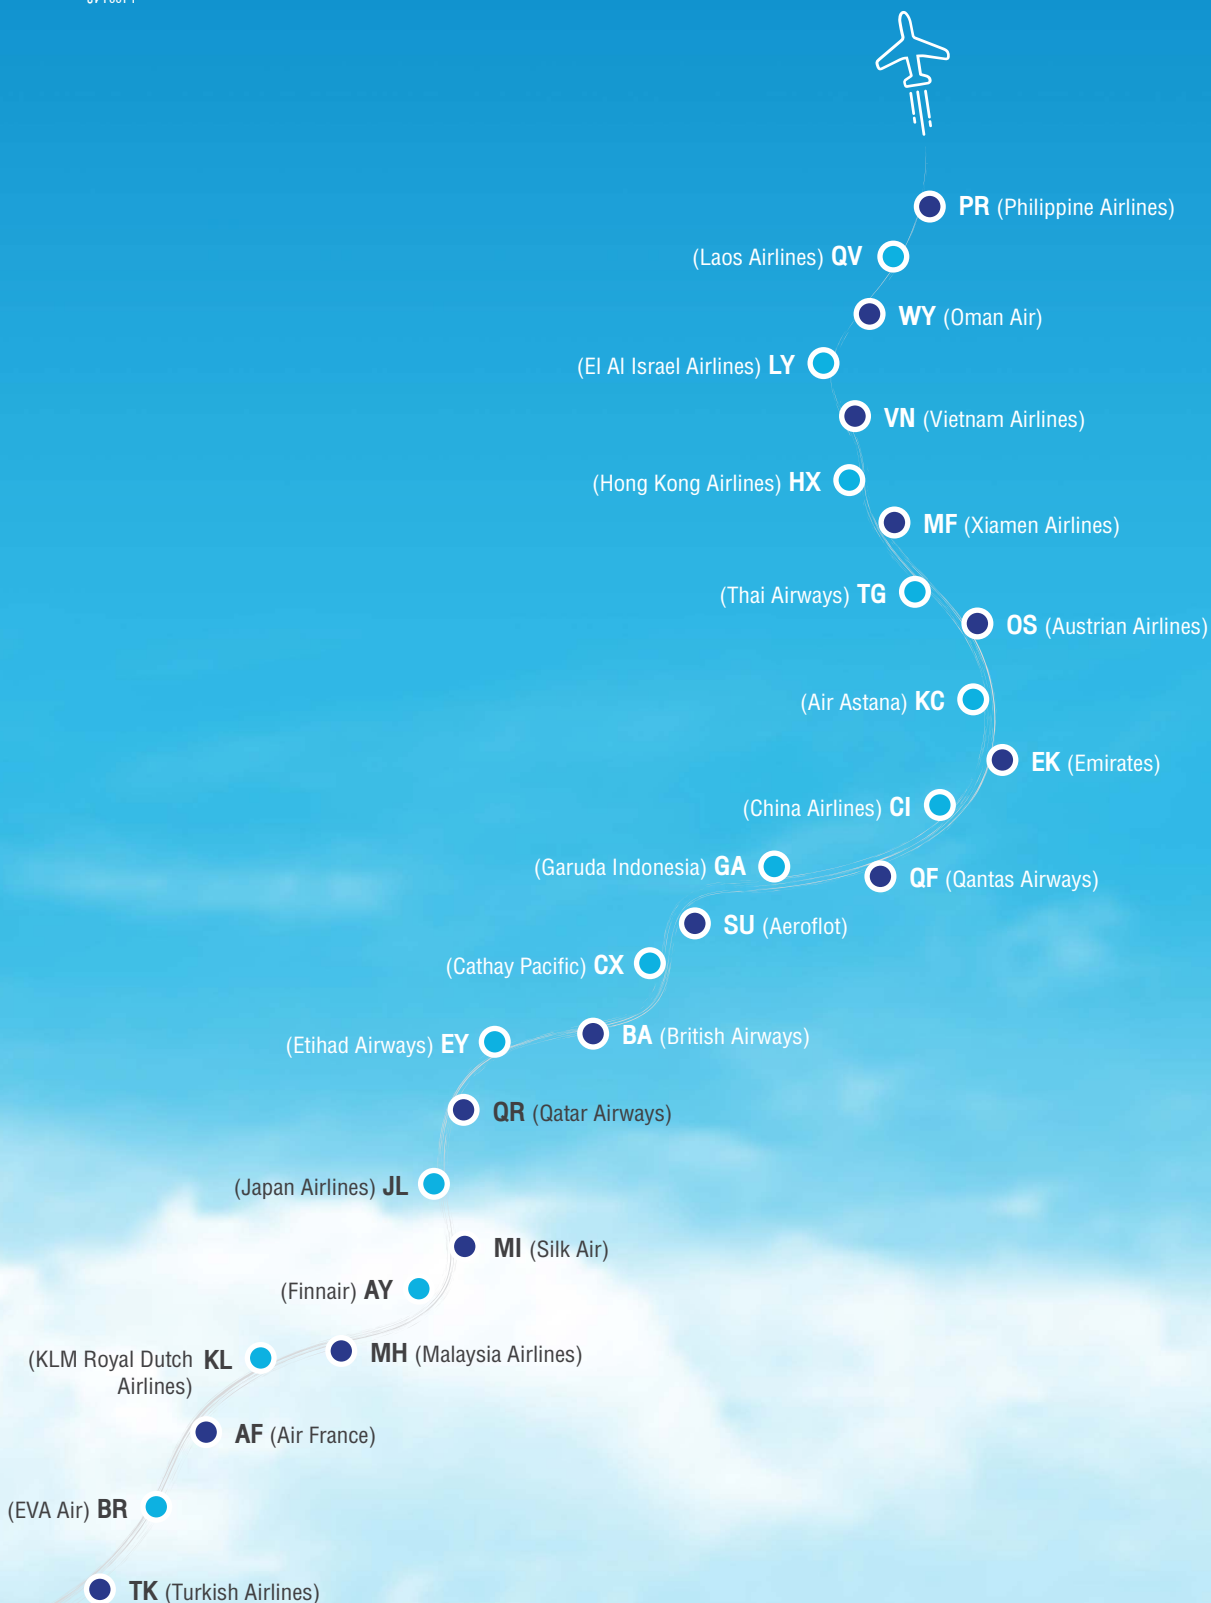 PR (Philippine Airlines)
(Laos Airlines) QV
WY (Oman Air)
(El Al Israel Airlines) LY
VN (Vietnam Airlines)
(Hong Kong Airlines) HX
MF (Xiamen Airlines)
(Thai Airways) TG
OS (Austrian Airlines)
(Air Astana) KC
EK (Emirates)
(China Airlines) CI
(Garuda Indonesia) GA
QF (Qantas Airways)
SU (Aeroflot)
(Cathay Pacific) CX
BA (British Airways)
(Etihad Airways) EY
QR (Qatar Airways)
(Japan Airlines) JL
MI (Silk Air)
(Finnair) AY
MH (Malaysia Airlines)
(KLM Royal Dutch KL
Airlines)
AF (Air France)
(EVA Air) BR
TK (Turkish Airlines)